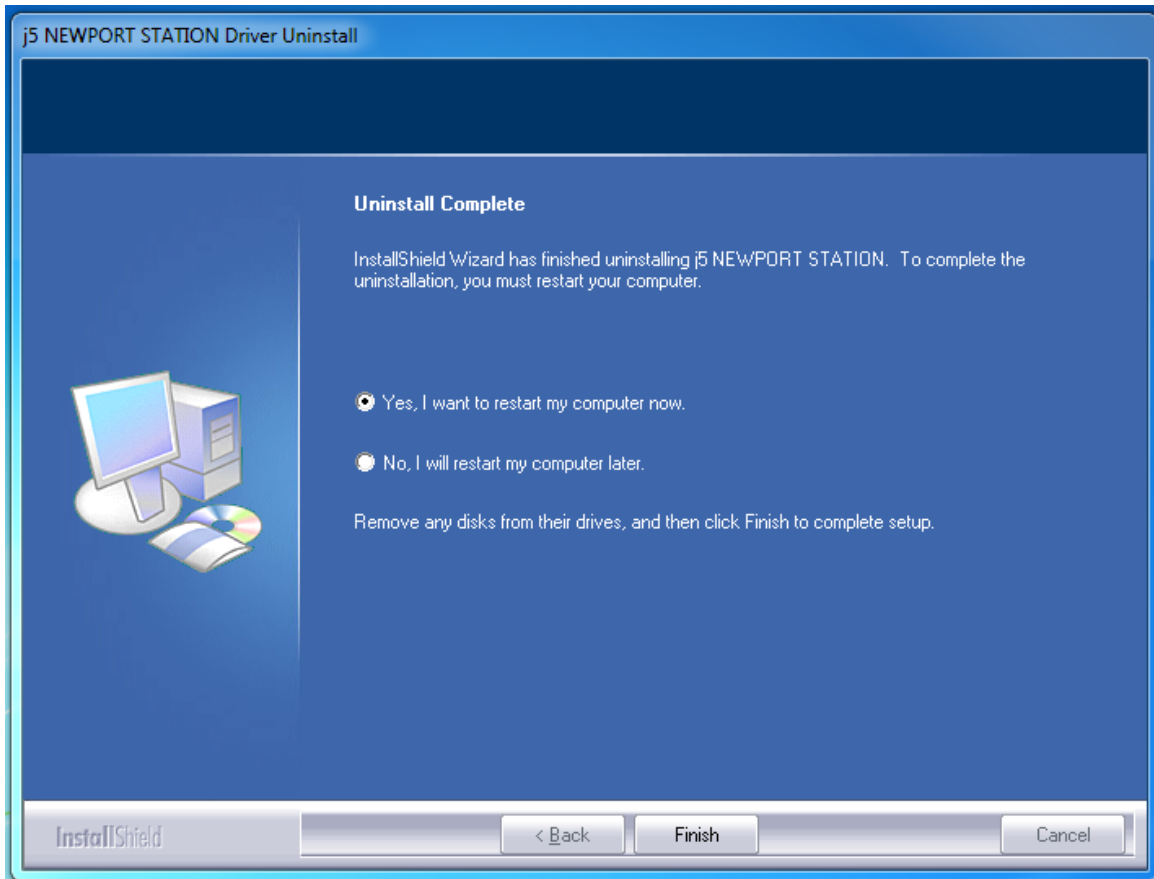 j5 NEWPORT STATION Driver Uninstall
Uninstall Complete
InstallShield Wizard has finished uninstalling j5 NEWPORT STATION.  To complete the
uninstallation, you must restart your computer.
Yes, I want to restart my computer now.
No, I will restart my computer later.
Remove any disks from their drives, and then click Finish to complete setup.
InstallShield
< Back
Finish
Cancel